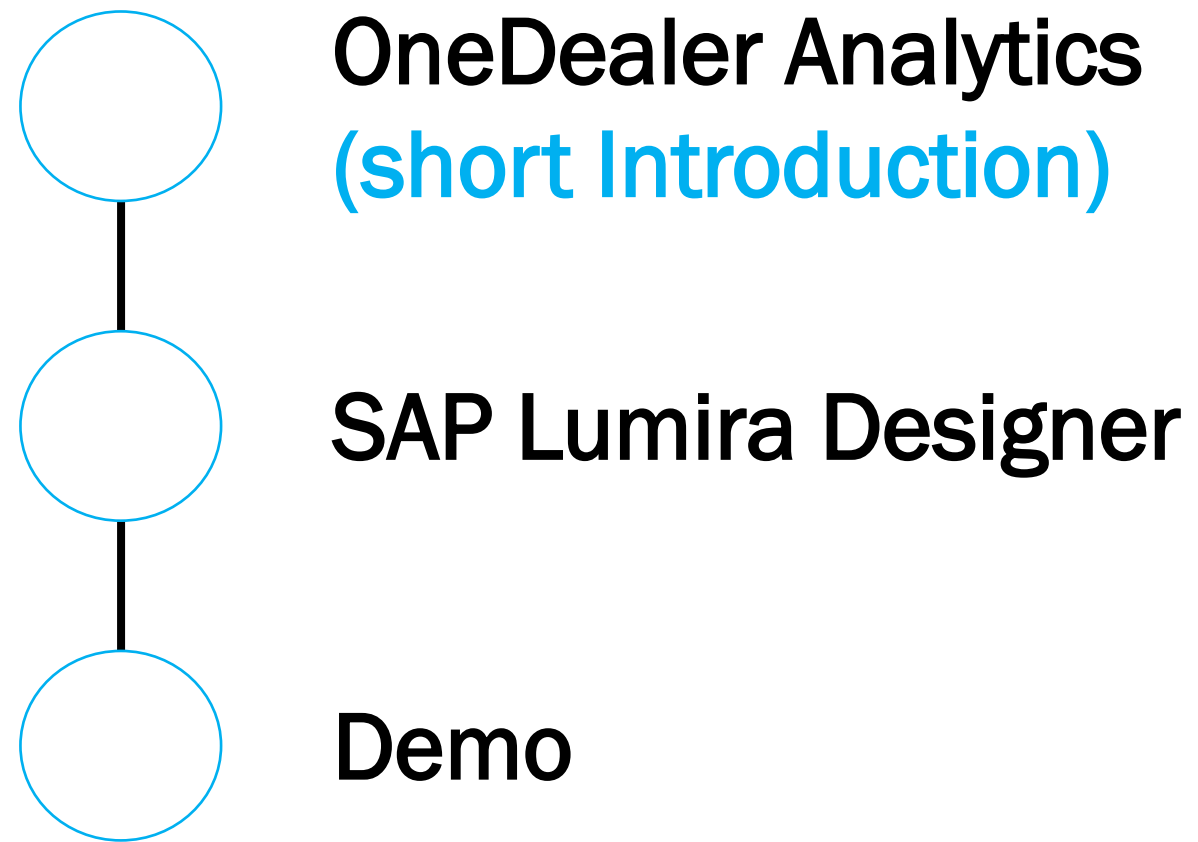 OneDealer Analytics
(short Introduction)
SAP Lumira Designer
Demo